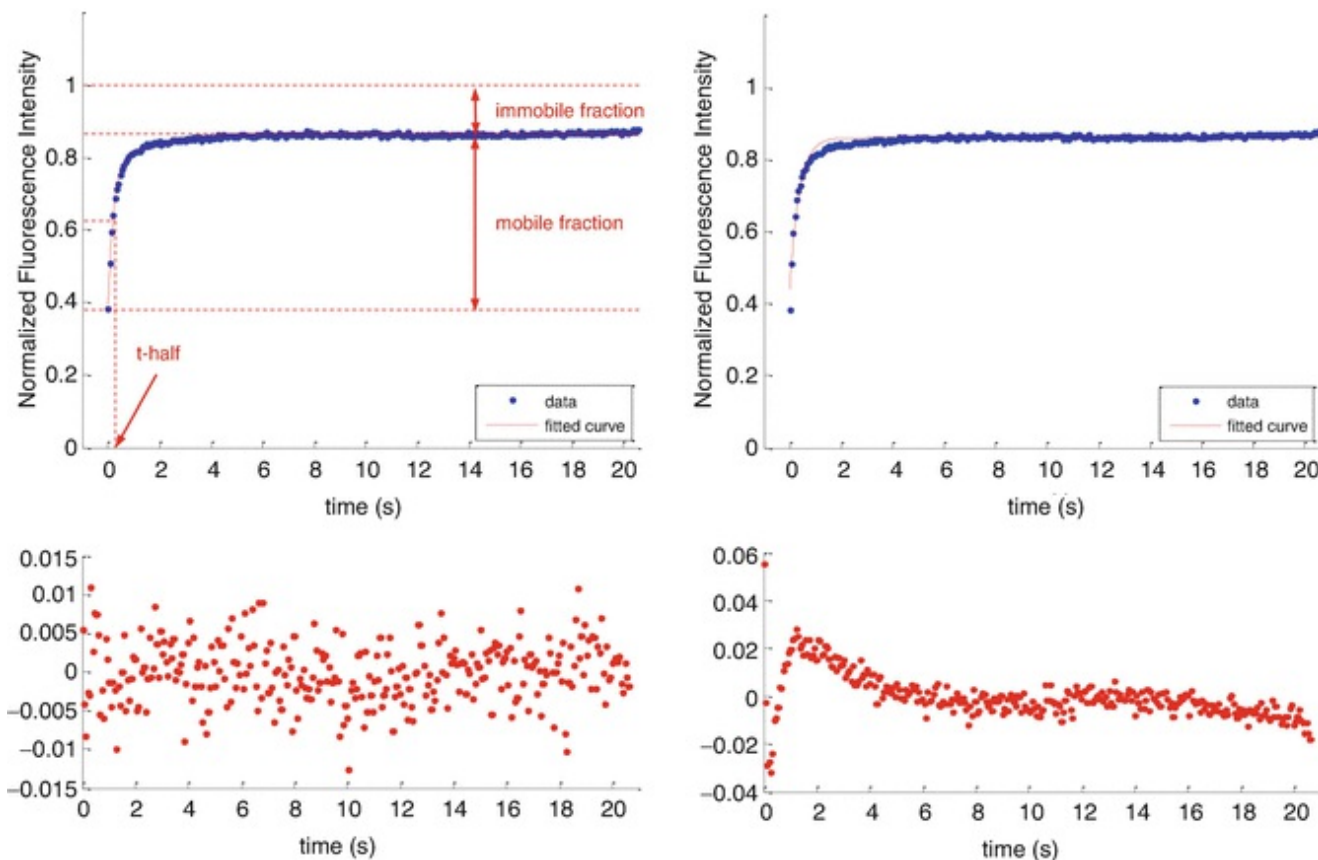 Normalized Fluorescence Intensity
1
0.8
0.6
0.4
0.2
0
immobile fraction
mobile fraction
t-half
data
fitted curve
0 2 4 6 8 10 12 14 16 18 20
time (s)
Normalized Fluorescence Intensity
1
0.8
0.6
0.4
0.2
0
data
fitted curve
0 2 4 6 8 10 12 14 16 18 20
time (s)
0.015
0.01
0.005
0
−0.005
−0.01
−0.015
0 2 4 6 8 10 12 14 16 18 20
time (s)
0.06
0.04
0.02
0
−0.02
−0.04
0 2 4 6 8 10 12 14 16 18 20
time (s)